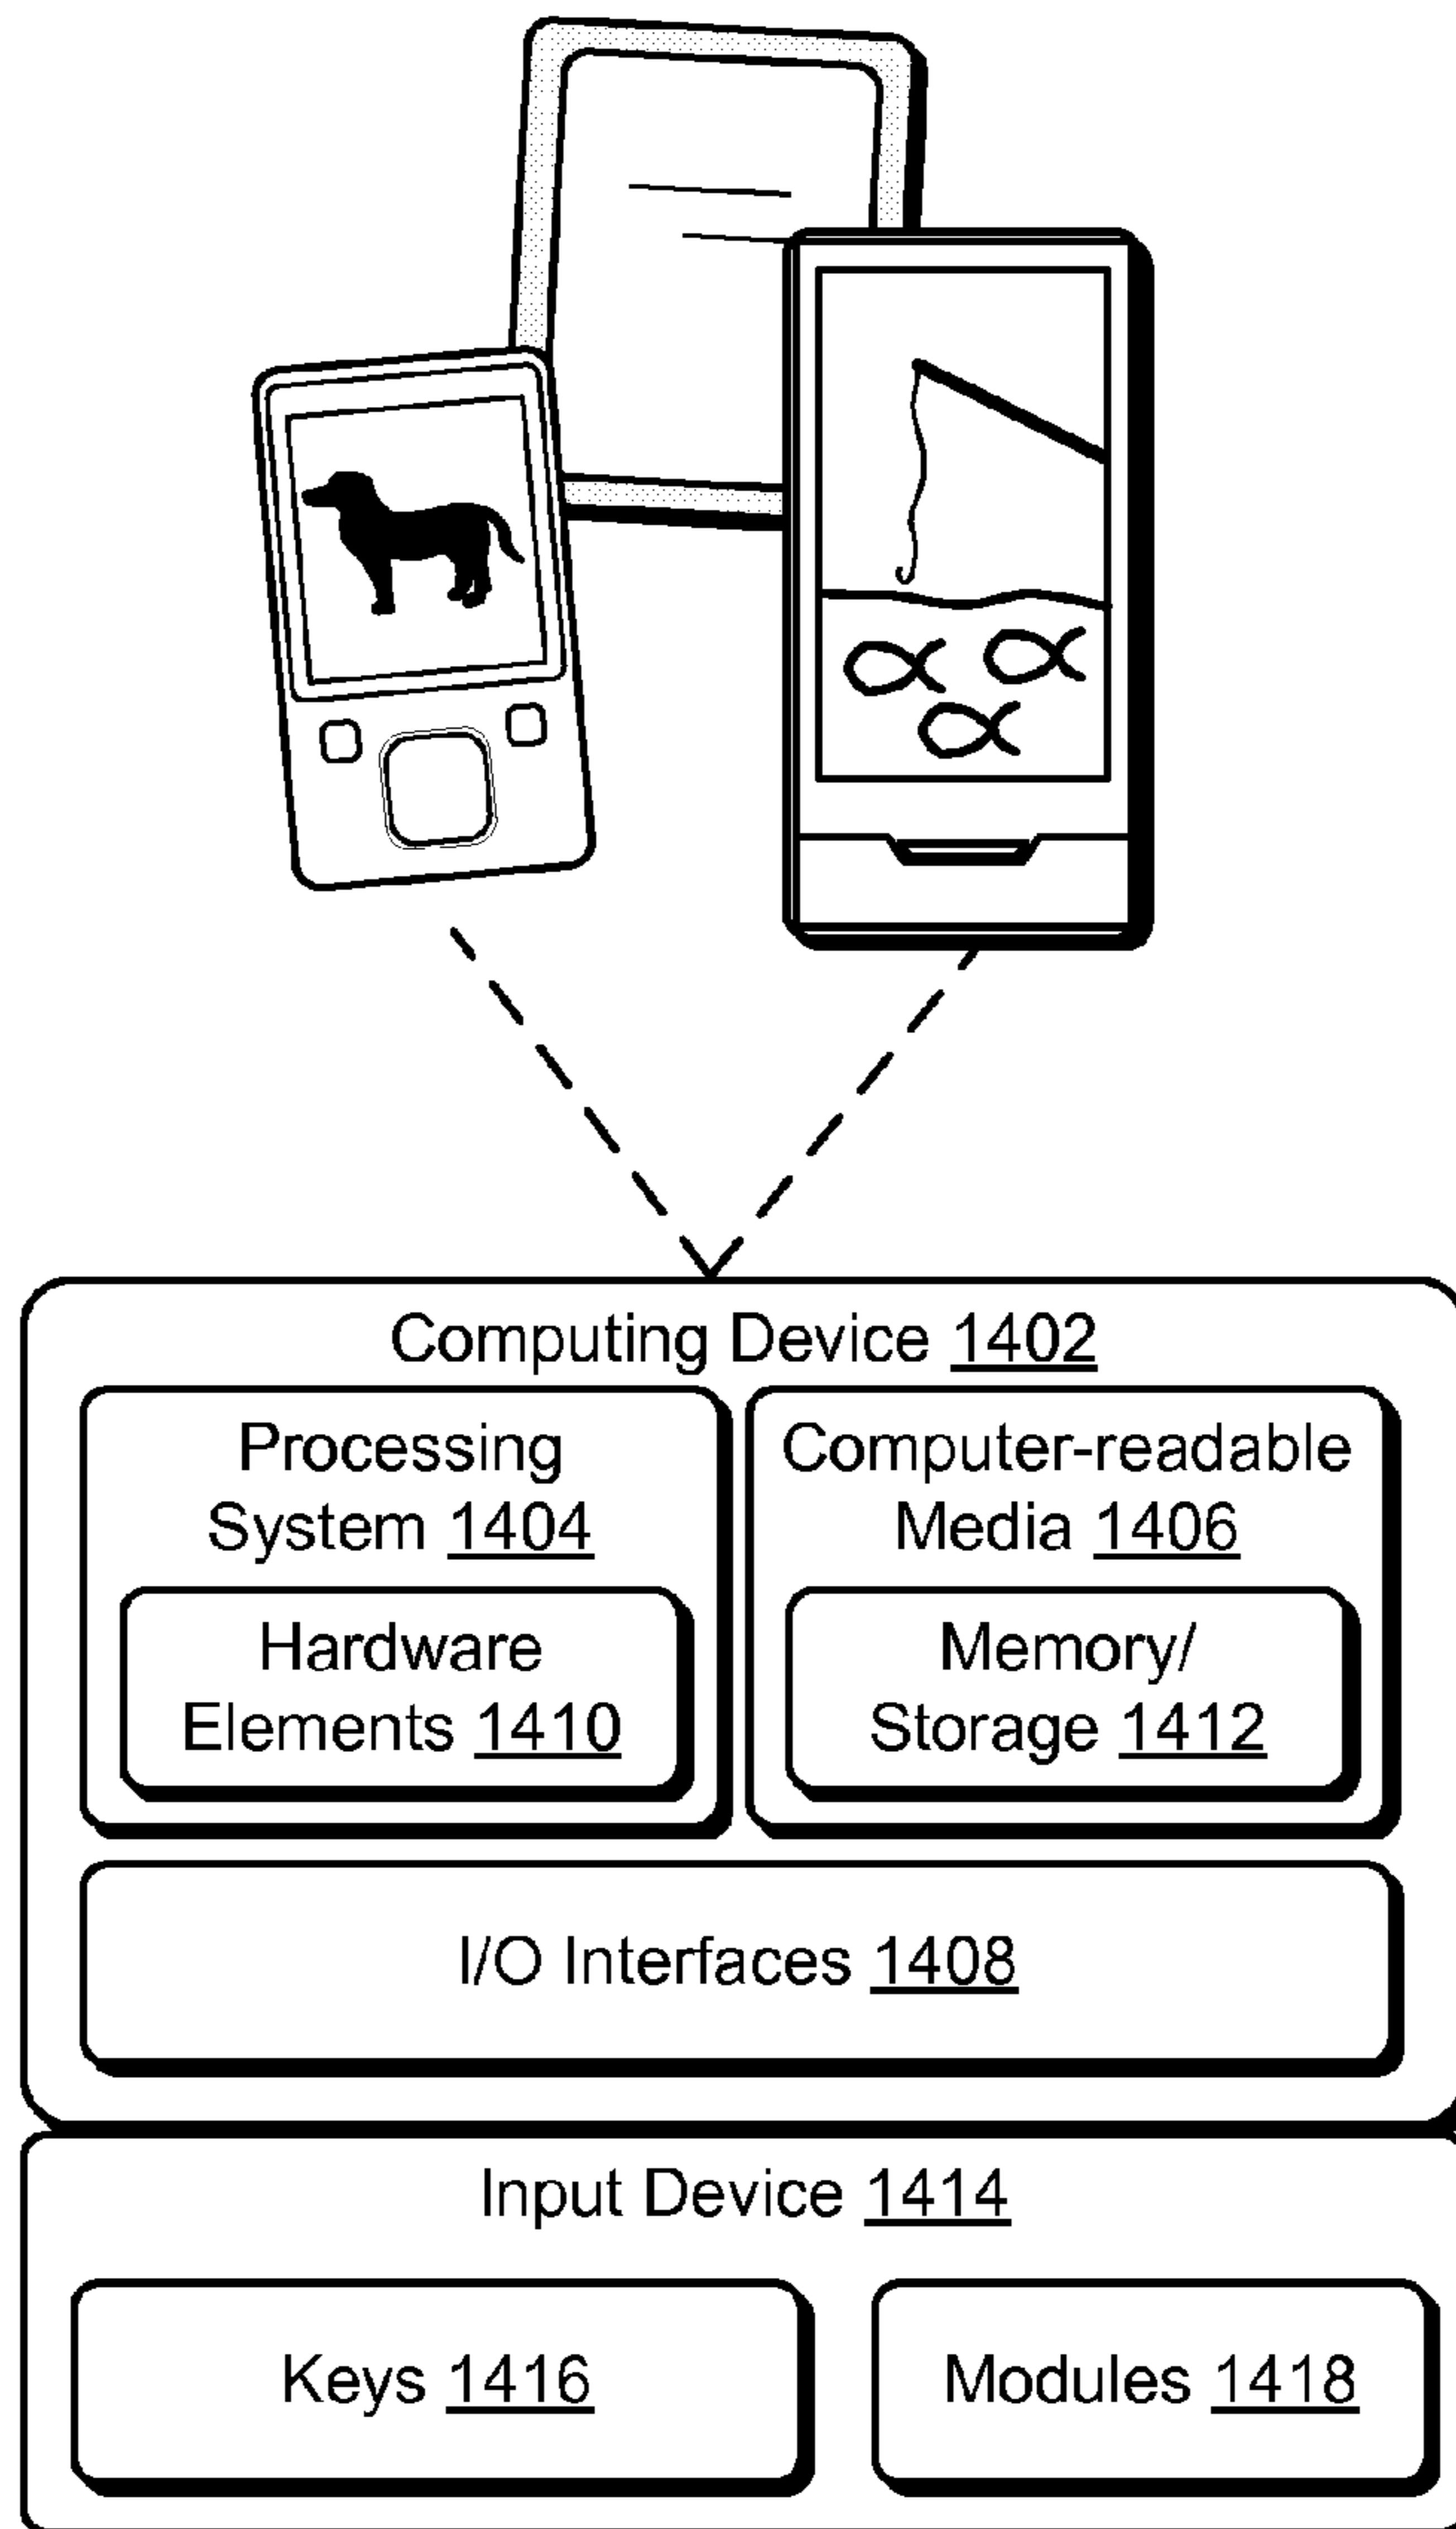 Computing Device 1402
Processing
System 1404
Hardware
Elements 1410
Computer-readable
Media 1406
Memory/
Storage 1412
I/O Interfaces 1408
Input Device 1414
Keys 1416
Modules 1418